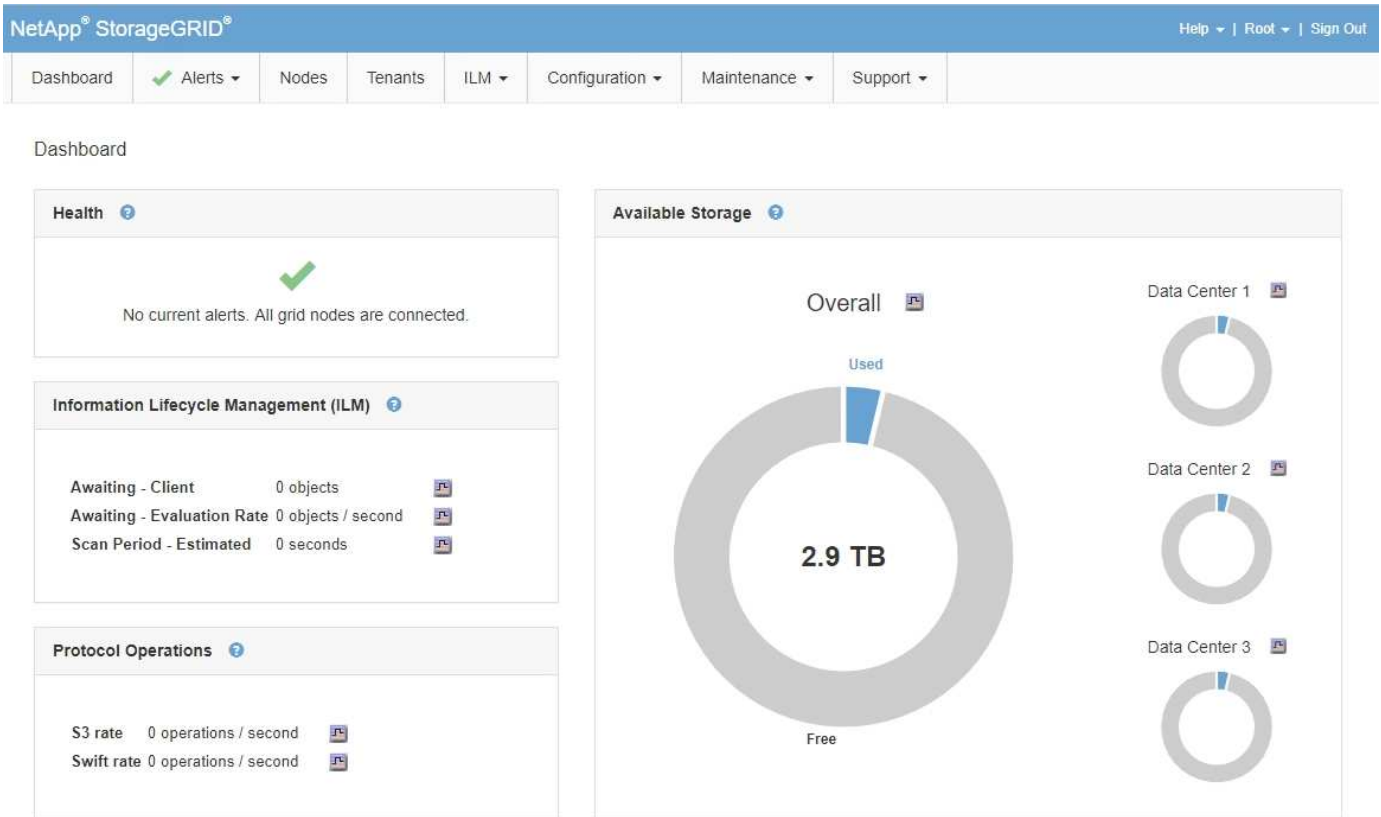 NetApp® StorageGRID®
Help | Root | Sign Out
Dashboard Alerts Nodes Tenants ILM Configuration Maintenance Support
Dashboard
Health
No current alerts. All grid nodes are connected.
Information Lifecycle Management (ILM)
Awaiting - Client 0 objects
Awaiting - Evaluation Rate 0 objects / second
Scan Period - Estimated 0 seconds
Protocol Operations
S3 rate 0 operations / second
Swift rate 0 operations / second
Available Storage
Overall
Used
2.9 TB
Free
Data Center 1
Data Center 2
Data Center 3